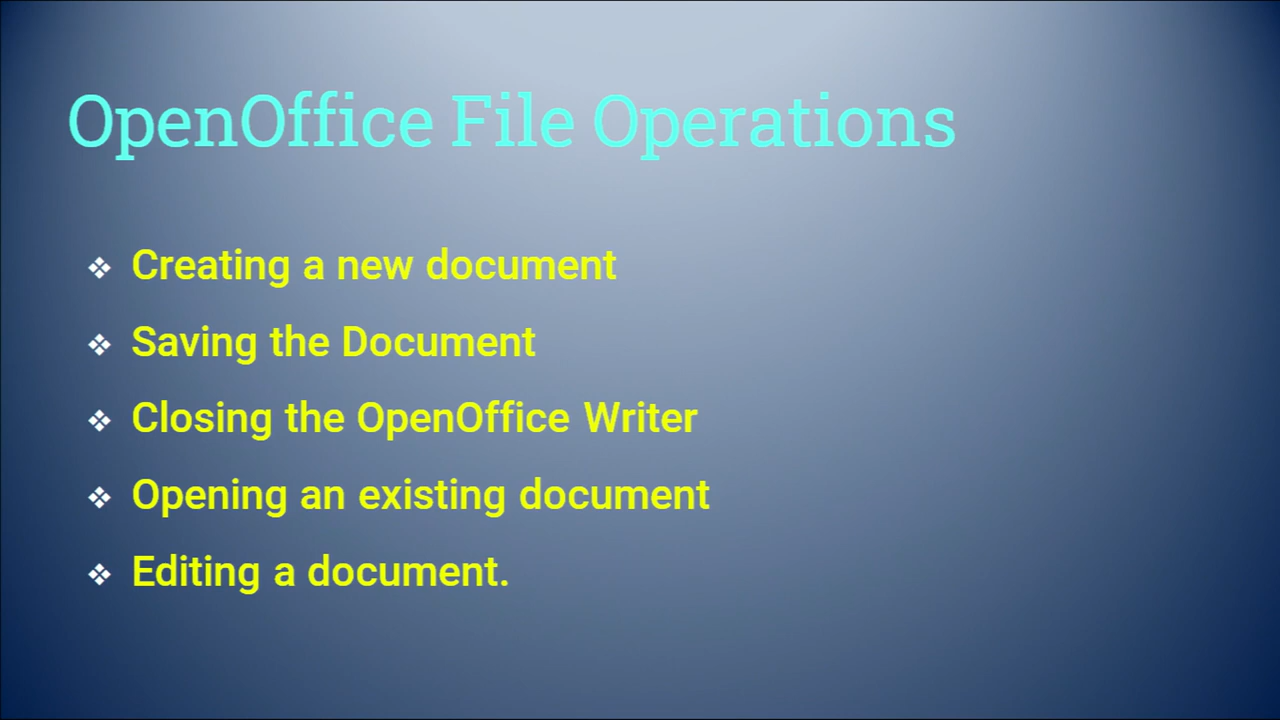 OpenOffice File Operations
❖ Creating a new document
❖ Saving the Document
❖ Closing the OpenOffice Writer
❖ Opening an existing document
❖ Editing a document.